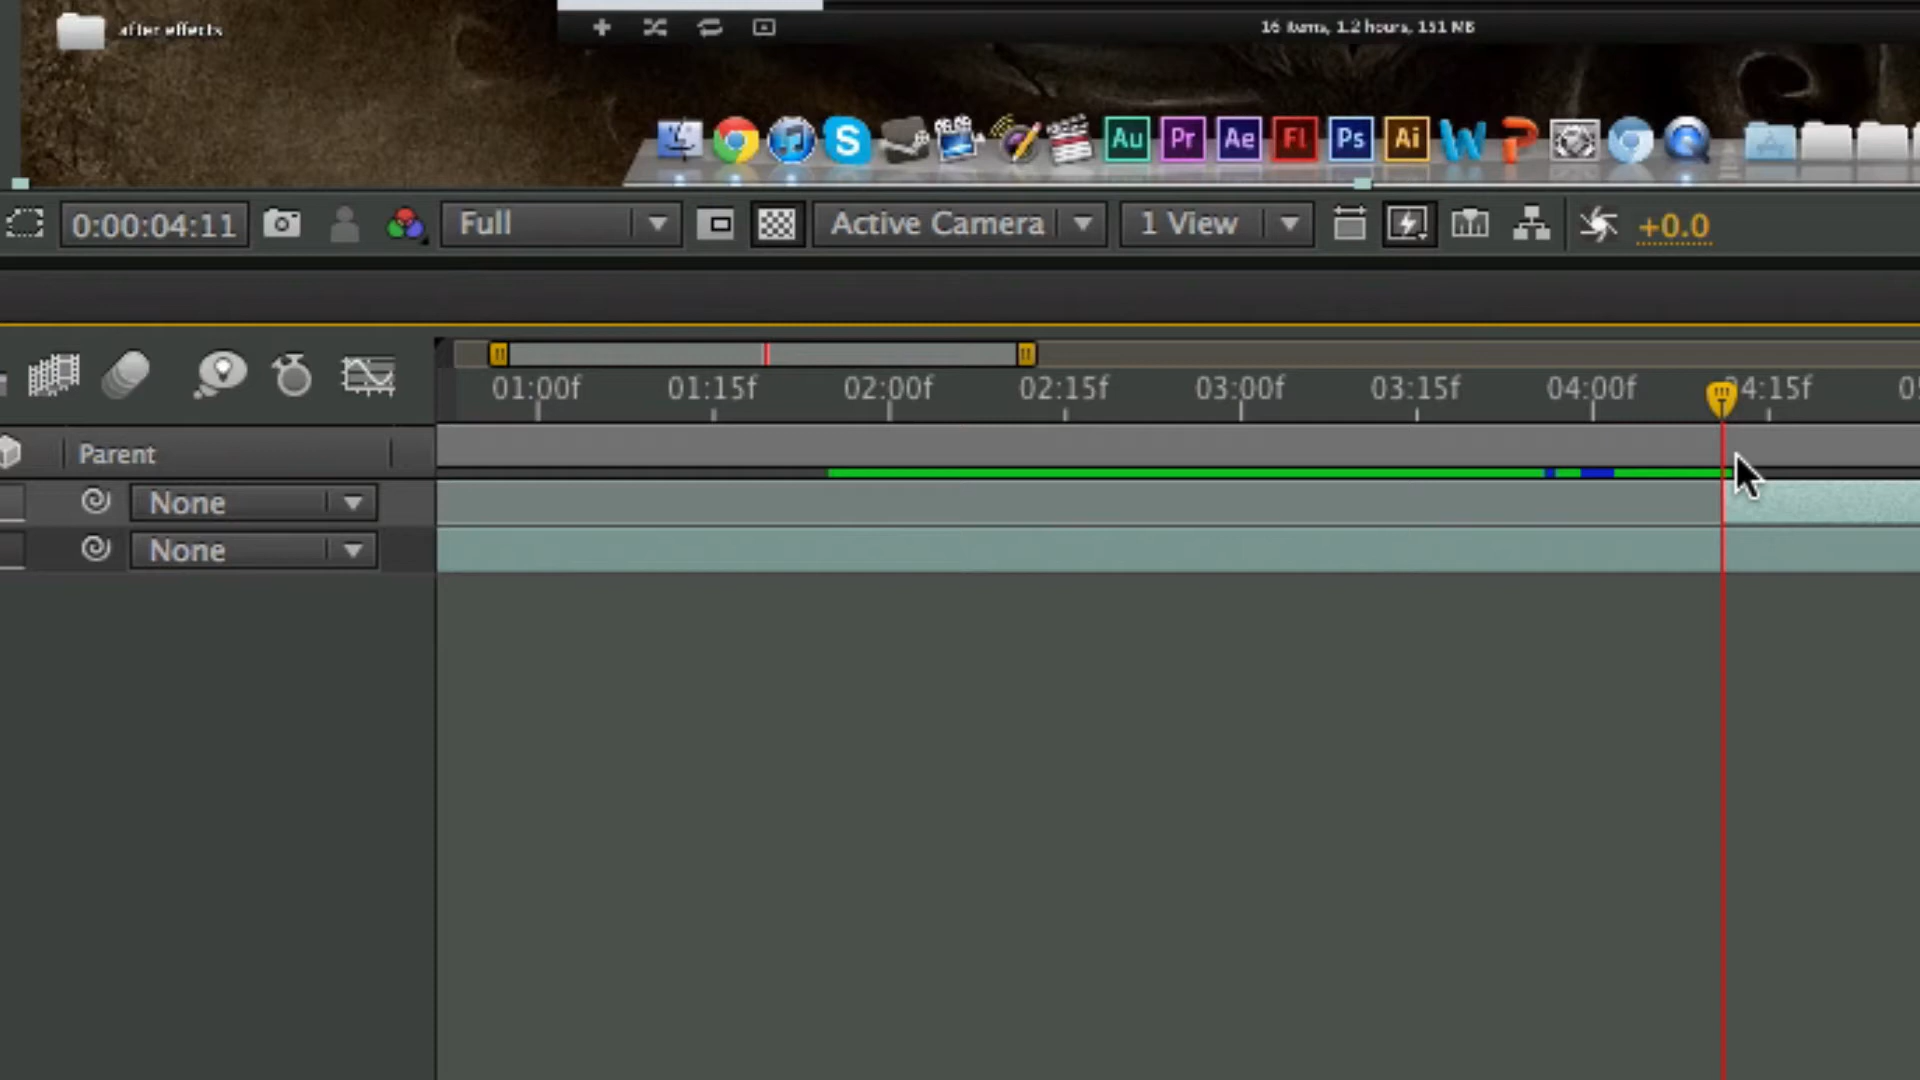 after effects
16 items, 1.2 hours, 151 MB
Au Pr Ae Fl Ps Ai
0:00:04:11 Full Active Camera 1 View +0.0
01:00f 01:15f 02:00f 02:15f 03:00f 03:15f 04:00f 4:15f
Parent
None
None